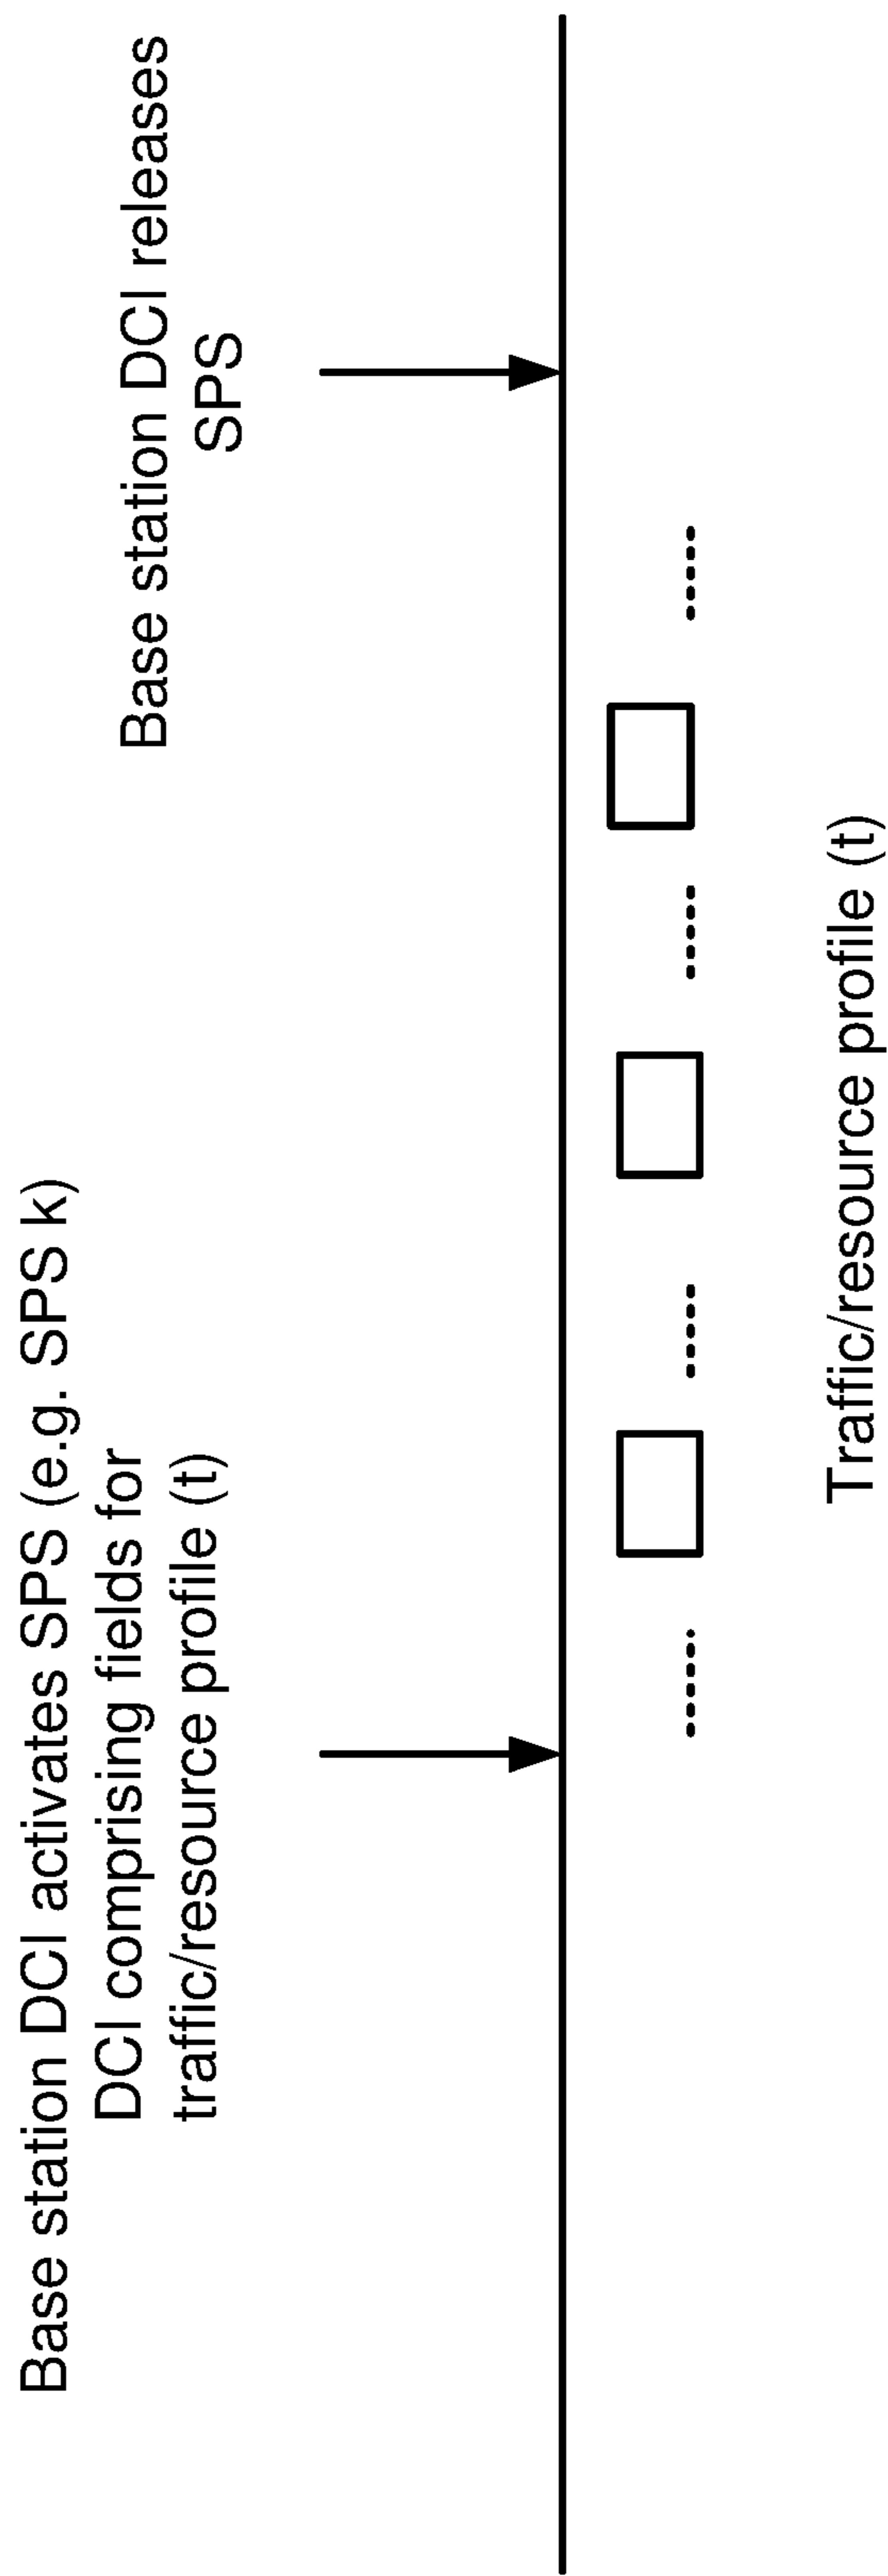 Base station DCI activates SPS (e.g. SPS k)
DCI comprising fields for
traffic/resource profile (t)
Base station DCI releases
SPS
Traffic/resource profile (t)